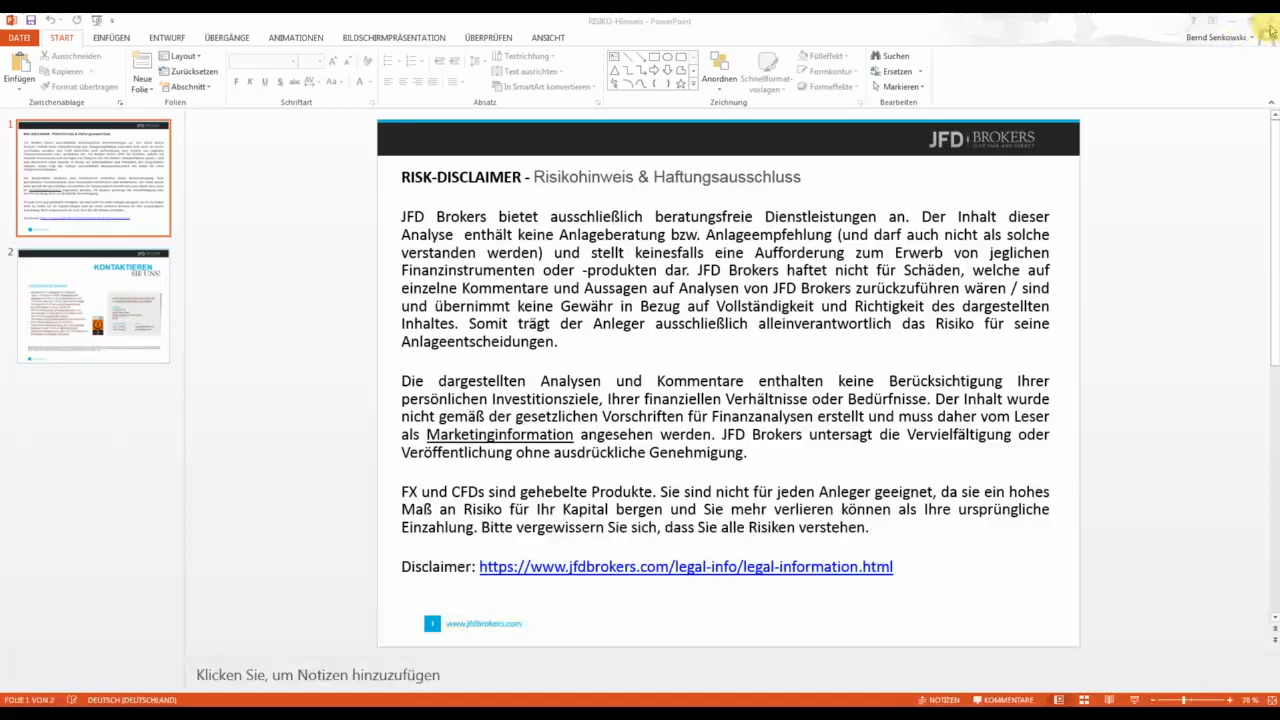 RISIKO-Hinweis - PowerPoint
DATEI START EINFÜGEN ENTWURF ÜBERGÄNGE ANIMATIONEN BILDSCHIRMPRÄSENTATION ÜBERPRÜFEN ANSICHT
Bernd Senkowski
Einfügen
Ausschneiden
Kopieren
Format übertragen
Zwischenablage
Neue
Folie
Layout
Zurücksetzen
Abschnitt
Folien
F K U S abc AV Aa A
Schriftart
Textrichtung
Text ausrichten
In SmartArt konvertieren
Absatz
Anordnen
Schnellformat-
vorlagen
Fülleffekt
Formkontur
Formeffekte
Zeichnung
Suchen
Ersetzen
Markieren
Bearbeiten
1
2
KONTAKTIEREN
SIE UNS!
JFD BROKERS
JUST FAIR AND DIRECT
RISK-DISCLAIMER - Risikohinweis & Haftungsausschluss
JFD Brokers bietet ausschließlich beratungsfreie Dienstleistungen an. Der Inhalt dieser
Analyse enthält keine Anlageberatung bzw. Anlageempfehlung (und darf auch nicht als solche
verstanden werden) und stellt keinesfalls eine Aufforderung zum Erwerb von jeglichen
Finanzinstrumenten oder -produkten dar. JFD Brokers haftet nicht für Schäden, welche auf
einzelne Kommentare und Aussagen auf Analysen von JFD Brokers zurückzuführen wären / sind
und übernimmt keine Gewähr in Bezug auf Vollständigkeit und Richtigkeit des dargestellten
Inhaltes. Somit trägt der Anleger ausschließlich alleinverantwortlich das Risiko für seine
Anlageentscheidungen.
Die dargestellten Analysen und Kommentare enthalten keine Berücksichtigung Ihrer
persönlichen Investitionsziele, Ihrer finanziellen Verhältnisse oder Bedürfnisse. Der Inhalt wurde
nicht gemäß der gesetzlichen Vorschriften für Finanzanalysen erstellt und muss daher vom Leser
als Marketinginformation angesehen werden. JFD Brokers untersagt die Vervielfältigung oder
Veröffentlichung ohne ausdrückliche Genehmigung.
FX und CFDs sind gehebelte Produkte. Sie sind nicht für jeden Anleger geeignet, da sie ein hohes
Maß an Risiko für Ihr Kapital bergen und Sie mehr verlieren können als Ihre ursprüngliche
Einzahlung. Bitte vergewissern Sie sich, dass Sie alle Risiken verstehen.
Disclaimer: https://www.jfdbrokers.com/legal-info/legal-information.html
1 www.jfdbrokers.com
Klicken Sie, um Notizen hinzuzufügen
FOLIE 1 VON 2 DEUTSCH (DEUTSCHLAND) NOTIZEN KOMMENTARE 78 %